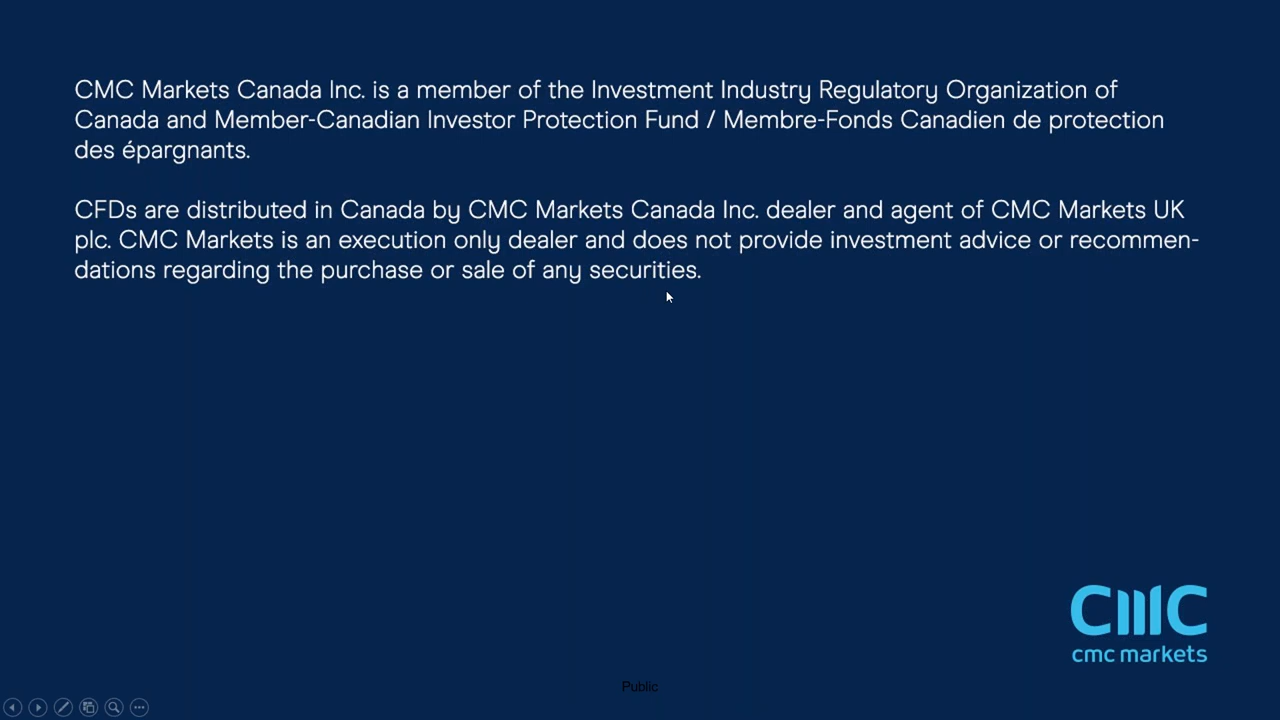 CMC Markets Canada Inc. is a member of the Investment Industry Regulatory Organization of
Canada and Member-Canadian Investor Protection Fund / Membre-Fonds Canadien de protection
des épargnants.
CFDs are distributed in Canada by CMC Markets Canada Inc. dealer and agent of CMC Markets UK
plc. CMC Markets is an execution only dealer and does not provide investment advice or recommen-
dations regarding the purchase or sale of any securities.
CMC
cmc markets
Public